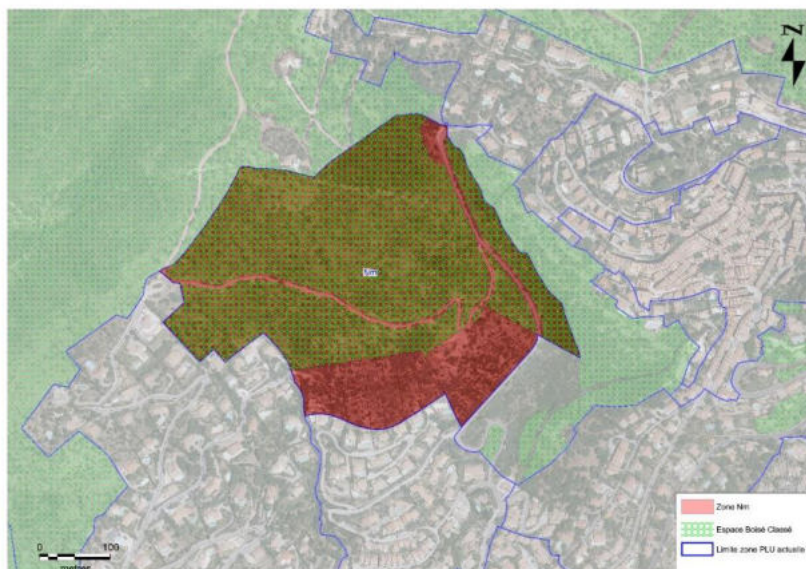 N
Nm
0 100
mètres
Zone Nm
Espace Boisé Classé
Limite zone PLU actuelle